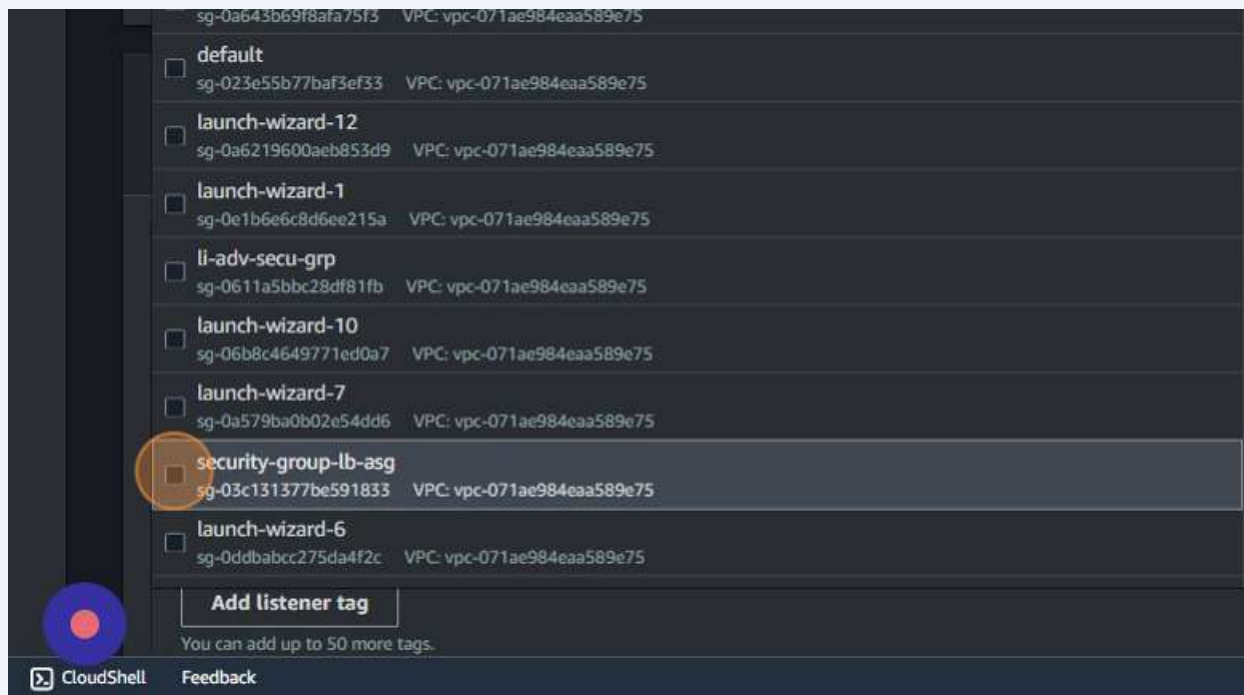 sg-0a643b69f8afa75f3 VPC: vpc-071ae984eaa589e75
default
sg-023e55b77baf3ef33 VPC: vpc-071ae984eaa589e75
launch-wizard-12
sg-0a6219600aeb853d9 VPC: vpc-071ae984eaa589e75
launch-wizard-1
sg-0e1b6e6c8d6ee215a VPC: vpc-071ae984eaa589e75
li-adv-secu-grp
sg-0611a5bbc28df81fb VPC: vpc-071ae984eaa589e75
launch-wizard-10
sg-06b8c4649771ed0a7 VPC: vpc-071ae984eaa589e75
launch-wizard-7
sg-0a579ba0b02e54dd6 VPC: vpc-071ae984eaa589e75
security-group-lb-asg
sg-03c131377be591833 VPC: vpc-071ae984eaa589e75
launch-wizard-6
sg-0ddbabcc275da4f2c VPC: vpc-071ae984eaa589e75
Add listener tag
You can add up to 50 more tags.
CloudShell Feedback